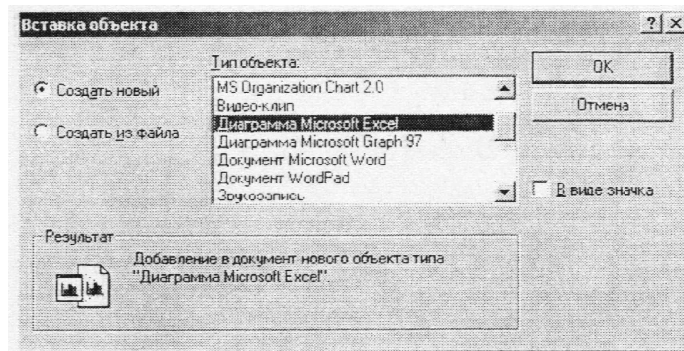 Вставка объекта
Тип объекта:
Создать новый
Создать из файла
MS Organization Chart 2.0
Видео-клип
Диаграмма Microsoft Excel
Диаграмма Microsoft Graph 97
Документ Microsoft Word
Документ WordPad
Звукозапись
OK
Отмена
В виде значка
Результат
Добавление в документ нового объекта типа
"Диаграмма Microsoft Excel".